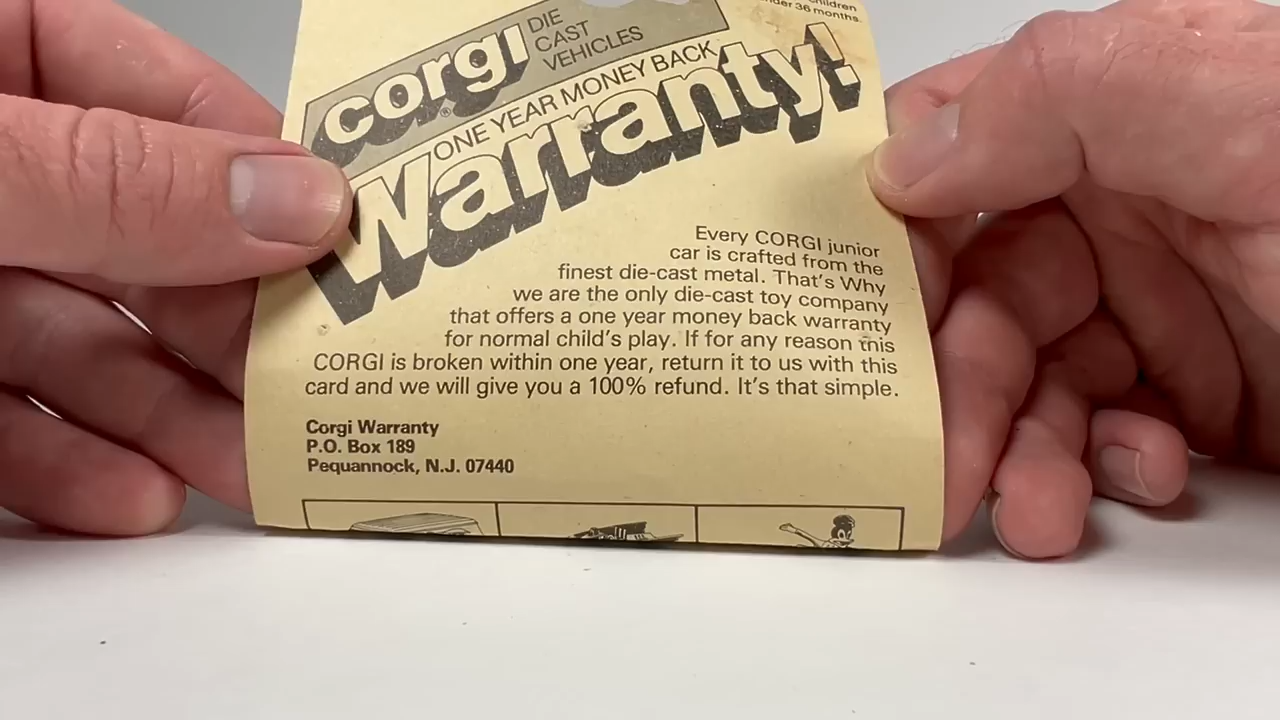 children
36 months.
corgi®
DIE
CAST
VEHICLES
ONE YEAR MONEY BACK
Warranty!
Every CORGI junior
car is crafted from the
finest die-cast metal. That's Why
we are the only die-cast toy company
that offers a one year money back warranty
for normal child's play. If for any reason this
CORGI is broken within one year, return it to us with this
card and we will give you a 100% refund. It's that simple.
Corgi Warranty
P.O. Box 189
Pequannock, N.J. 07440